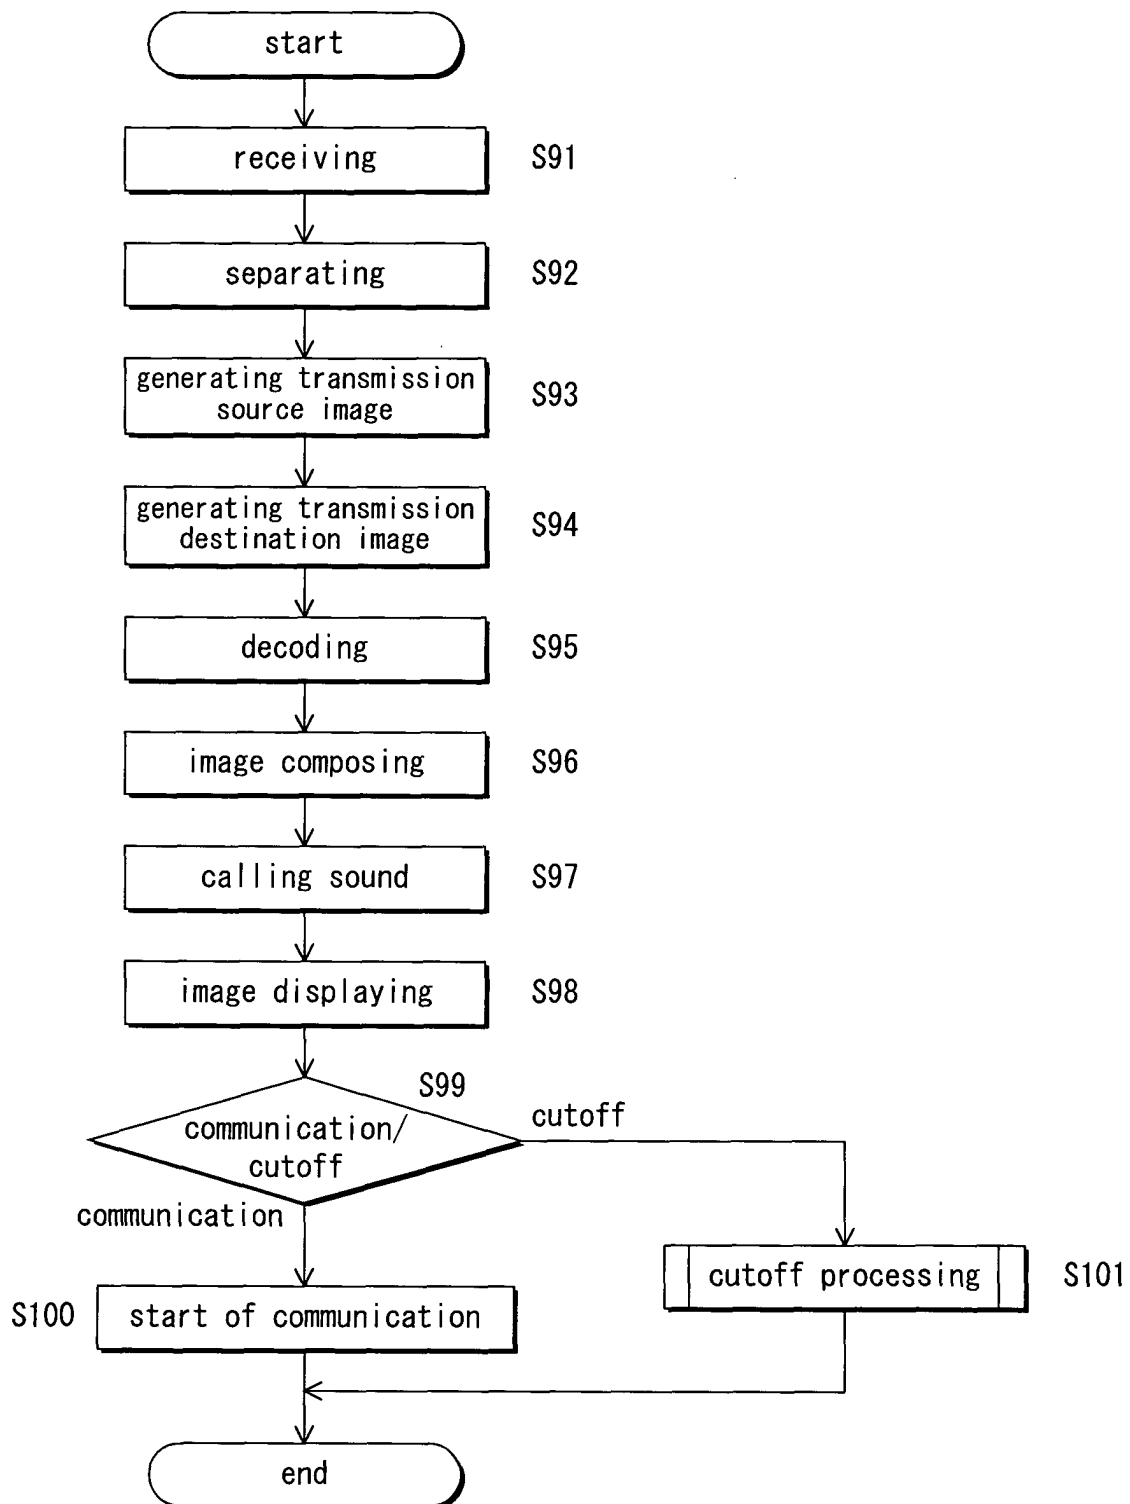 start
receiving
S91
separating
S92
generating transmission
source image
S93
generating transmission
destination image
S94
decoding
S95
image composing
S96
calling sound
S97
image displaying
S98
S99
communication/
cutoff
cutoff
communication
cutoff processing
S101
S100
start of communication
end